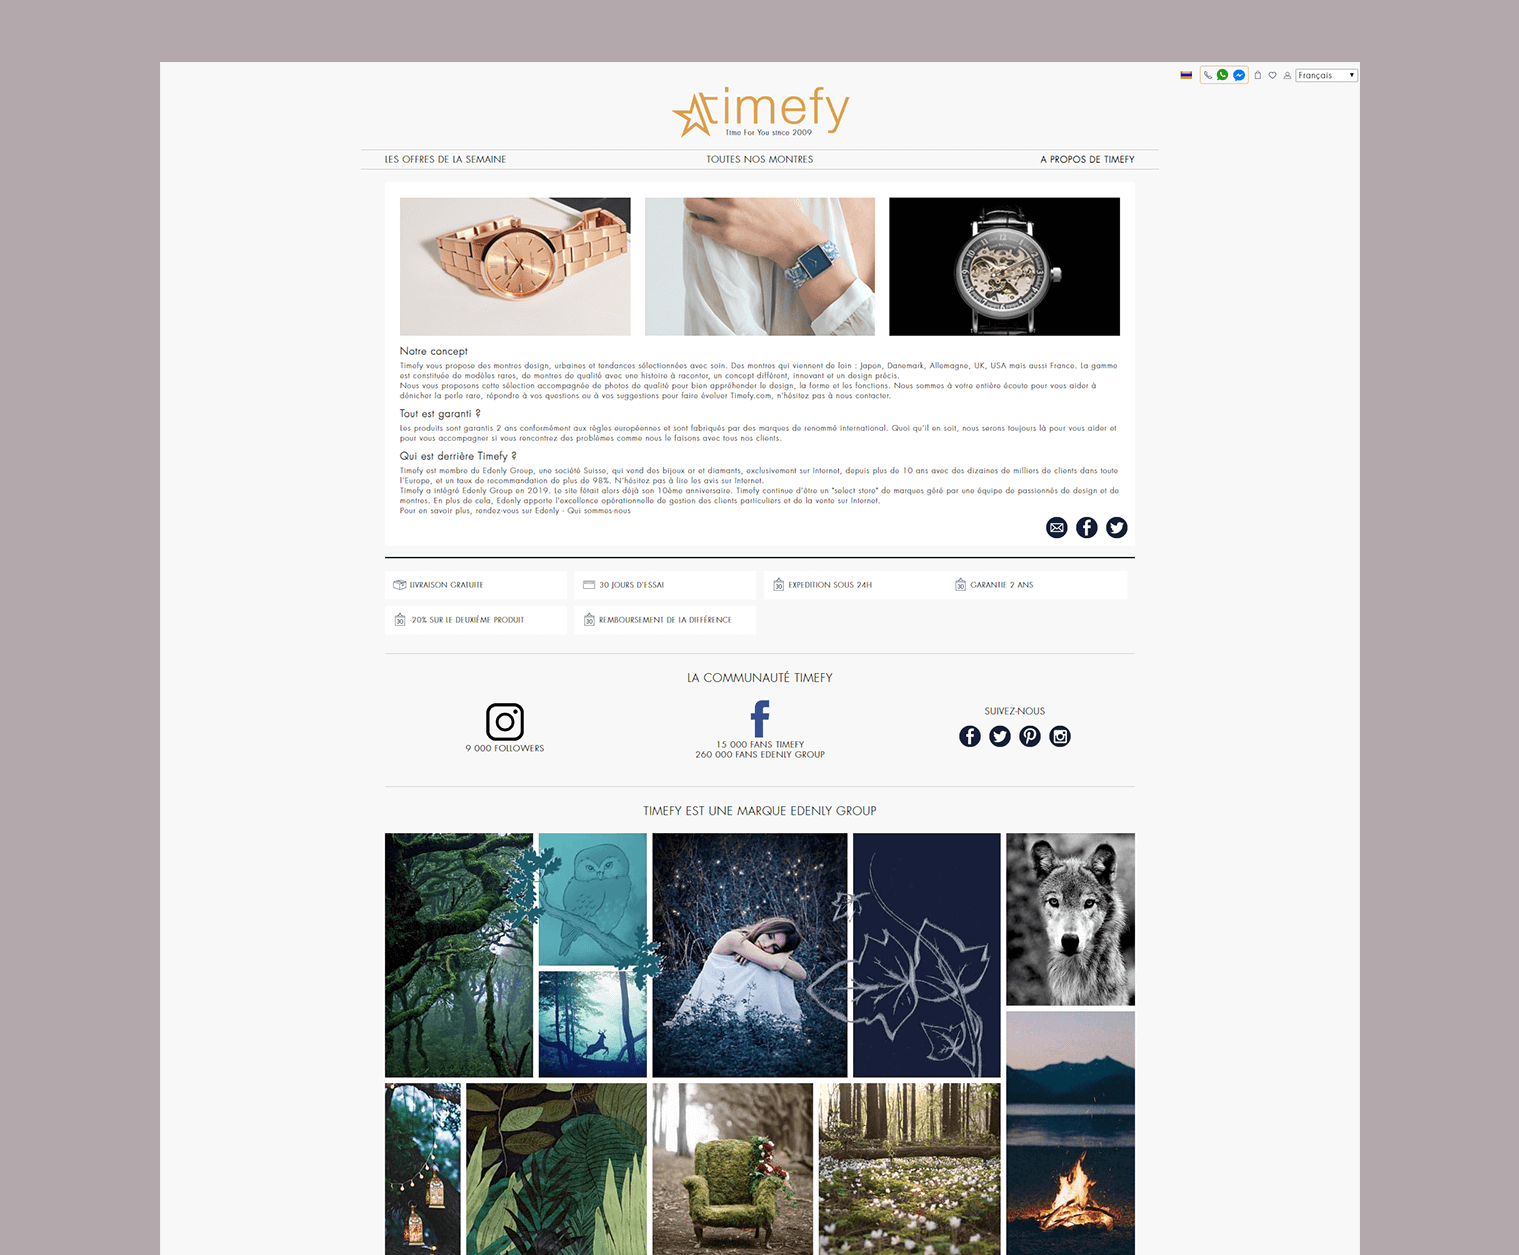 Français
timefy
Time For You since 2009
LES OFFRES DE LA SEMAINE
TOUTES NOS MONTRES
A PROPOS DE TIMEFY
Notre concept
Timefy vous propose des montres design, urbaines et tendances sélectionnées avec soin. Des montres qui viennent de loin : Japon, Danemark, Allemagne, UK, USA mais aussi France. La gamme
est constituée de modèles rares, de montres de qualité avec une histoire à raconter, un concept différent, innovant et un design précis.
Nous vous proposons cette sélection accompagnée de photos de qualité pour bien appréhender le design, la forme et les fonctions. Nous sommes à votre entière écoute pour vous aider à
dénicher la perle rare, répondre à vos questions ou à vos suggestions pour faire évoluer Timefy.com, n'hésitez pas à nous contacter.
Tout est garanti ?
Les produits sont garantis 2 ans conformément aux règles européennes et sont fabriqués par des marques de renommé international. Quoi qu'il en soit, nous serons toujours là pour vous aider et
pour vous accompagner si vous rencontrez des problèmes comme nous le faisons avec tous nos clients.
Qui est derrière Timefy ?
Timefy est membre du Edenly Group, une société Suisse, qui vend des bijoux or et diamants, exclusivement sur Internet, depuis plus de 10 ans avec des dizaines de milliers de clients dans toute
l'Europe, et un taux de recommandation de plus de 98%. N'hésitez pas à lire les avis sur Internet.
Timefy a intégré Edenly Group en 2019. Le site fêtait alors déjà son 10ème anniversaire. Timefy continue d'être un "select store" de marques géré par une équipe de passionnés de design et de
montres. En plus de cela, Edenly apporte l'excellence opérationnelle de gestion des clients particuliers et de la vente sur Internet.
Pour en savoir plus, rendez-vous sur Edenly - Qui sommes-nous
LIVRAISON GRATUITE
30 JOURS D'ESSAI
30 EXPEDITION SOUS 24H
30 GARANTIE 2 ANS
30 -20% SUR LE DEUXIÈME PRODUIT
30 REMBOURSEMENT DE LA DIFFÉRENCE
LA COMMUNAUTÉ TIMEFY
9 000 FOLLOWERS
15 000 FANS TIMEFY
260 000 FANS EDENLY GROUP
SUIVEZ-NOUS
TIMEFY EST UNE MARQUE EDENLY GROUP